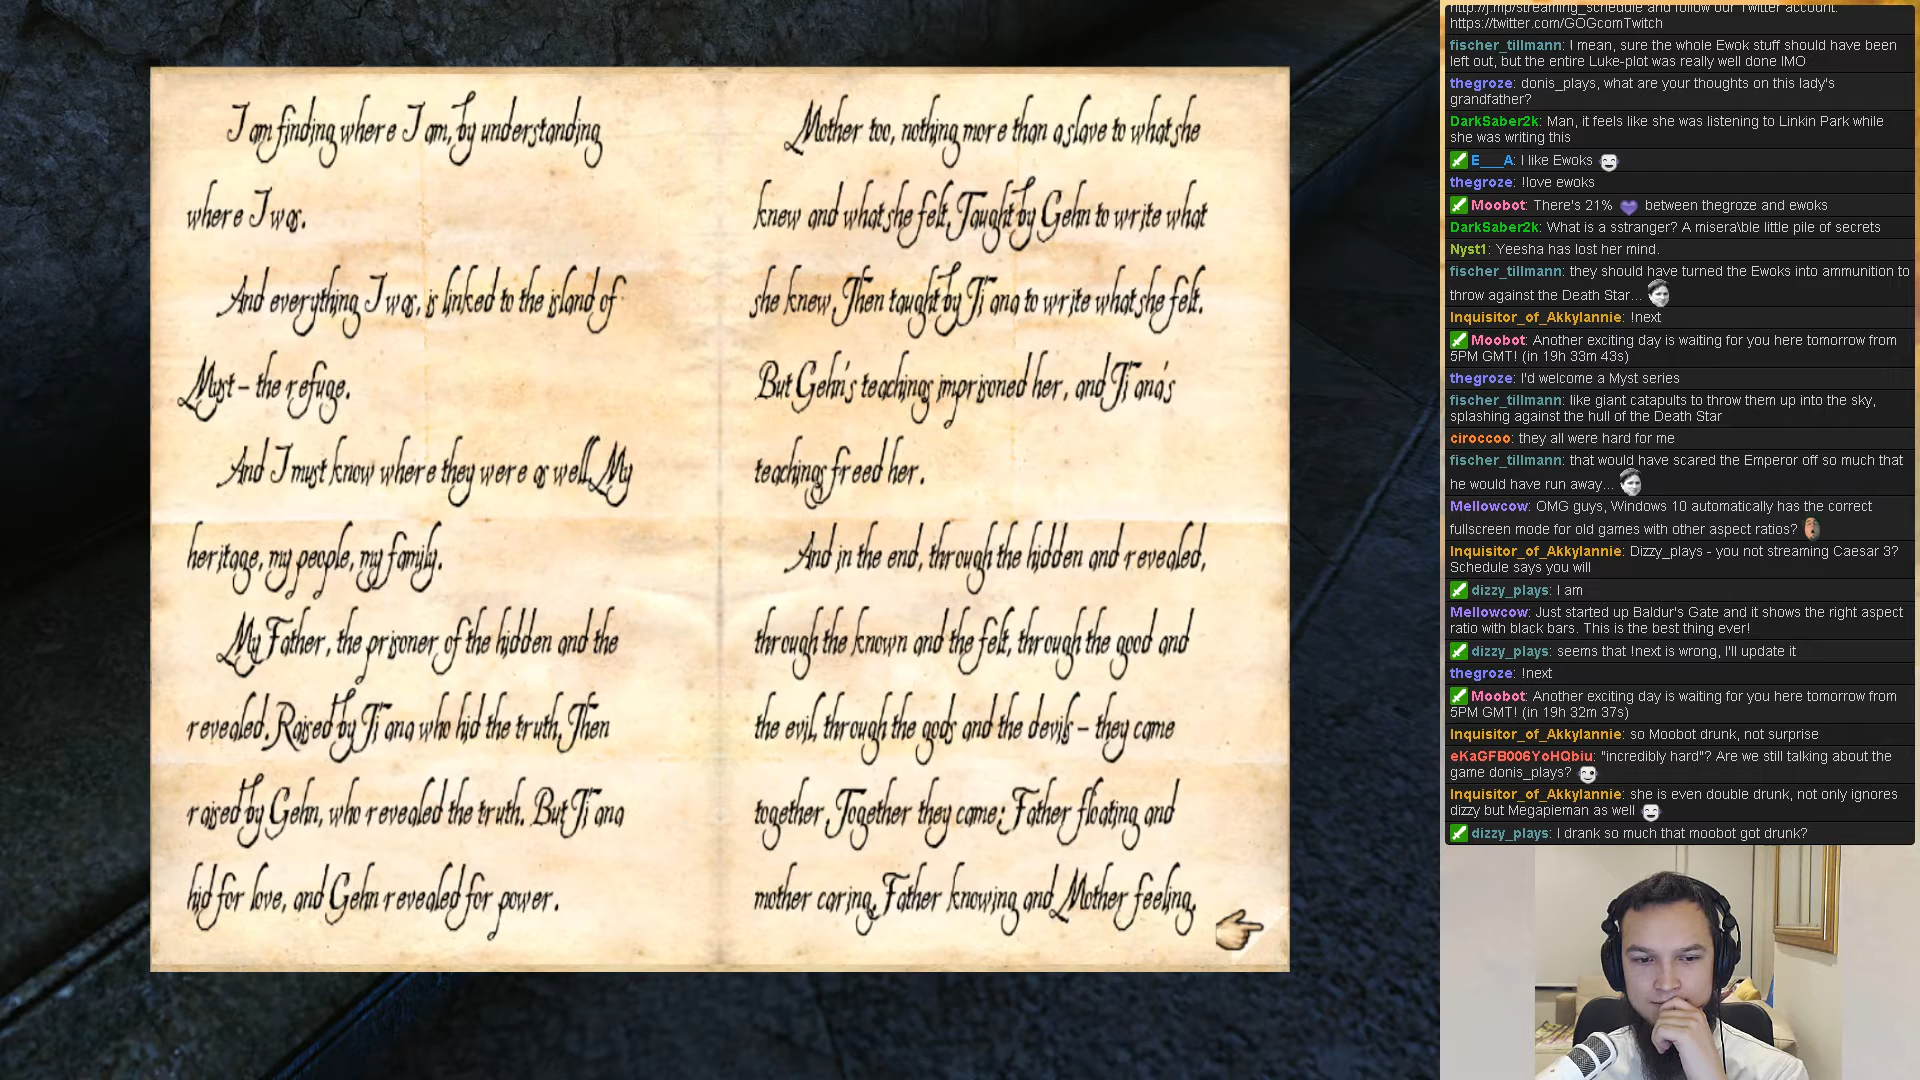 I am finding where I am, by understanding
where I was.
And everything I was, is linked to the island of
Myst – the refuge.
And I must know where they were as well. My
heritage, my people, my family.
My Father, the prisoner of the hidden and the
revealed. Raised by Ti'ana who hid the truth. Then
raised by Gehn, who revealed the truth. But Ti'ana
hid for love, and Gehn revealed for power.
Mother too, nothing more than a slave to what she
knew and what she felt. Taught by Gehn to write what
she knew. Then taught by Ti'ana to write what she felt.
But Gehn's teachings imprisoned her, and Ti'ana's
teachings freed her.
And in the end, through the hidden and revealed,
through the known and the felt, through the good and
the evil, through the gods and the devils – they came
together. Together they came; Father floating and
mother caring. Father knowing and Mother feeling.
http://j.mp/streaming_schedule and follow our Twitter account:
https://twitter.com/GOGcomTwitch
fischer_tillmann: I mean, sure the whole Ewok stuff should have been
left out, but the entire Luke-plot was really well done IMO
thegroze: donis_plays, what are your thoughts on this lady's
grandfather?
DarkSaber2k: Man, it feels like she was listening to Linkin Park while
she was writing this
E___A: I like Ewoks
thegroze: !love ewoks
Moobot: There's 21% between thegroze and ewoks
DarkSaber2k: What is a sstranger? A misera\ble little pile of secrets
Nyst1: Yeesha has lost her mind.
fischer_tillmann: they should have turned the Ewoks into ammunition to
throw against the Death Star...
Inquisitor_of_Akkylannie: !next
Moobot: Another exciting day is waiting for you here tomorrow from
5PM GMT! (in 19h 33m 43s)
thegroze: I'd welcome a Myst series
fischer_tillmann: like giant catapults to throw them up into the sky,
splashing against the hull of the Death Star
ciroccoo: they all were hard for me
fischer_tillmann: that would have scared the Emperor off so much that
he would have run away...
Mellowcow: OMG guys, Windows 10 automatically has the correct
fullscreen mode for old games with other aspect ratios?
Inquisitor_of_Akkylannie: Dizzy_plays - you not streaming Caesar 3?
Schedule says you will
dizzy_plays: I am
Mellowcow: Just started up Baldur's Gate and it shows the right aspect
ratio with black bars. This is the best thing ever!
dizzy_plays: seems that !next is wrong, I'll update it
thegroze: !next
Moobot: Another exciting day is waiting for you here tomorrow from
5PM GMT! (in 19h 32m 37s)
Inquisitor_of_Akkylannie: so Moobot drunk, not surprise
eKaGFB006YoHQbiu: "incredibly hard"? Are we still talking about the
game donis_plays?
Inquisitor_of_Akkylannie: she is even double drunk, not only ignores
dizzy but Megapieman as well
dizzy_plays: I drank so much that moobot got drunk?